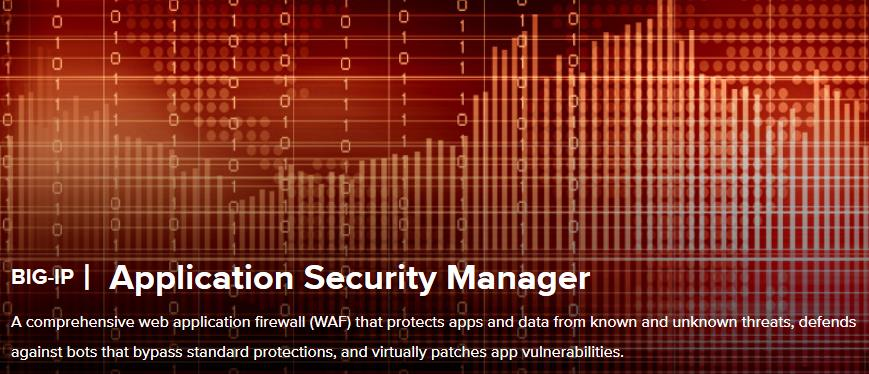 BIG-IP | Application Security Manager
A comprehensive web application firewall (WAF) that protects apps and data from known and unknown threats, defends
against bots that bypass standard protections, and virtually patches app vulnerabilities.